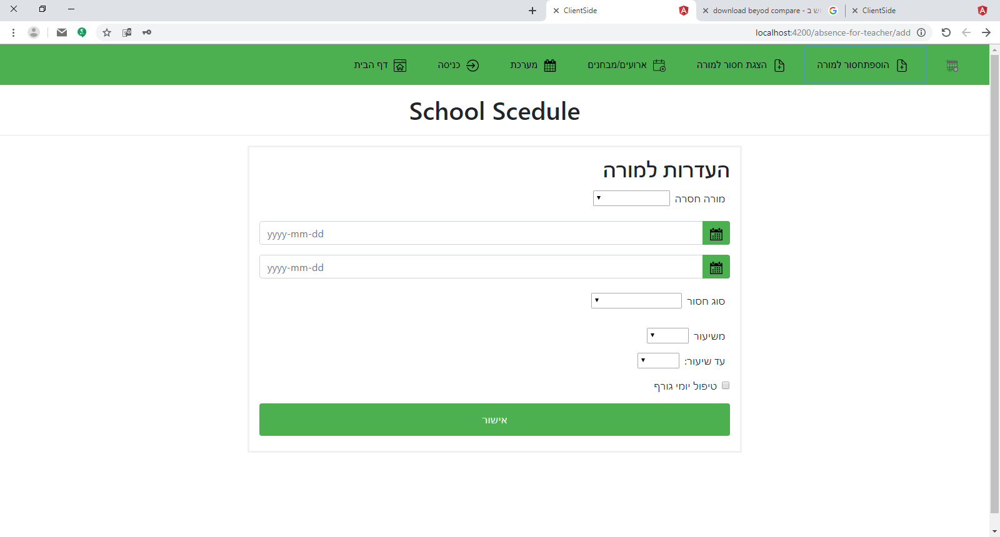 ClientSide
download beyod compare - וש ב
ClientSide
localhost:4200/absence-for-teacher/add
הוספתחסור למורה
הצגת חסור למורה
ארועים/מבחנים
מערכת
כניסה
דף הבית
School Scedule
העדרות למורה
מורה חסרה
yyyy-mm-dd
yyyy-mm-dd
סוג חסור
משיעור
עד שיעור:
טיפול יומי גורף
אישור